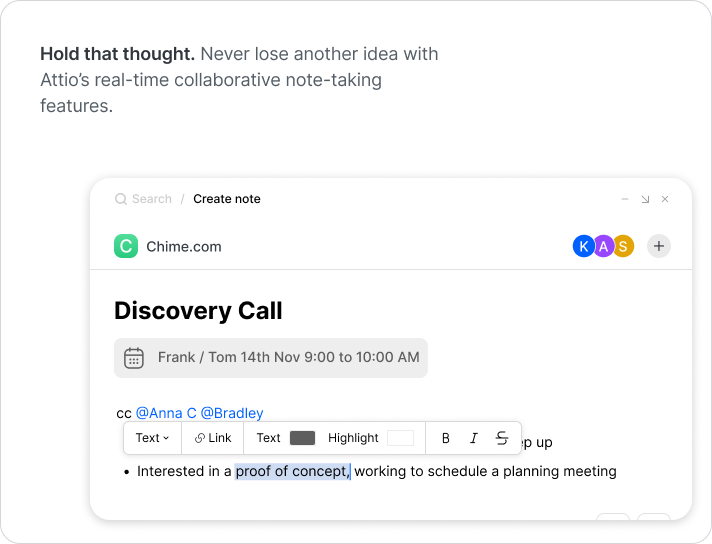 Hold that thought. Never lose another idea with
Attio’s real-time collaborative note-taking
features.
Search / Create note
C Chime.com
K A S
Discovery Call
Frank / Tom 14th Nov 9:00 to 10:00 AM
cc @Anna C @Bradley
Text Link Text Highlight B I S
up
• Interested in a proof of concept, working to schedule a planning meeting